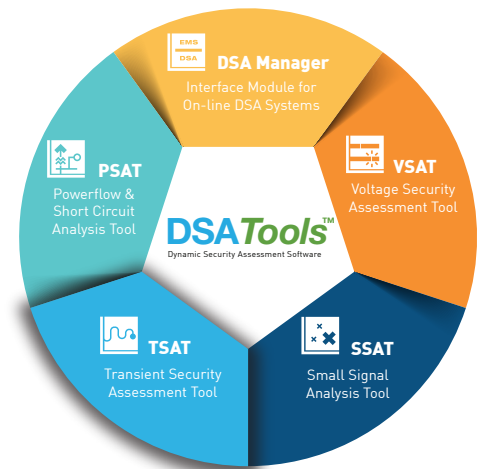 EMS
DSA
DSA Manager
Interface Module for
On-line DSA Systems
VSAT
Voltage Security
Assessment Tool
PSAT
Powerflow &
Short Circuit
Analysis Tool
DSATools™
Dynamic Security Assessment Software
TSAT
Transient Security
Assessment Tool
SSAT
Small Signal
Analysis Tool